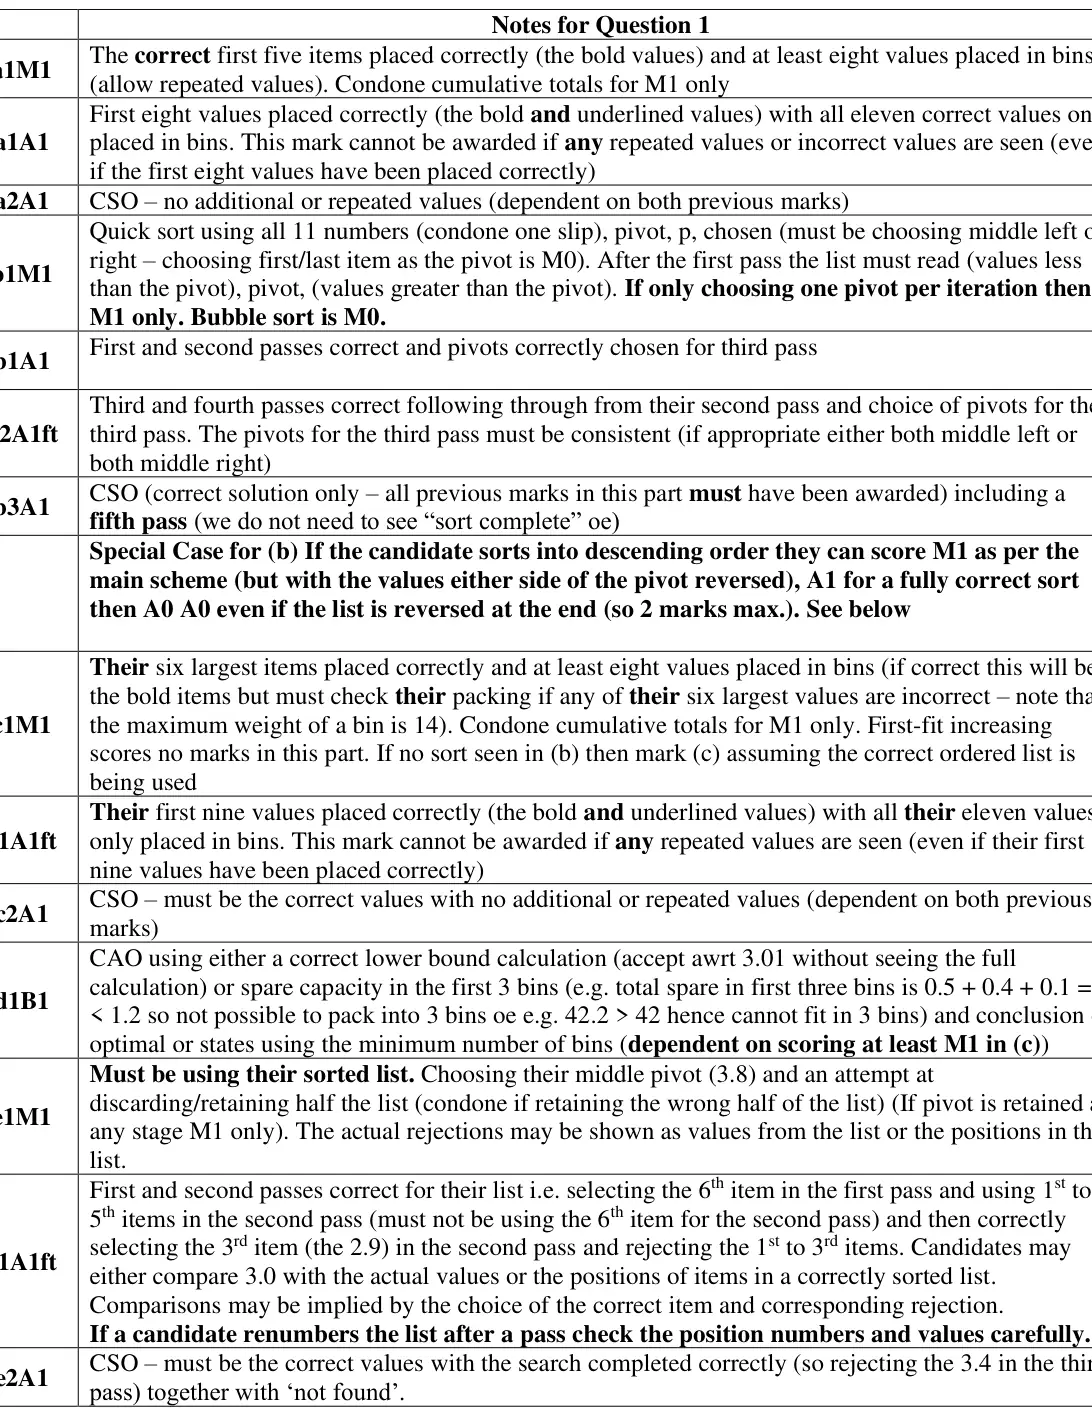 Notes for Question 1
a1M1
The correct first five items placed correctly (the bold values) and at least eight values placed in bins
(allow repeated values). Condone cumulative totals for M1 only
a1A1
First eight values placed correctly (the bold and underlined values) with all eleven correct values on
placed in bins. This mark cannot be awarded if any repeated values or incorrect values are seen (eve
if the first eight values have been placed correctly)
a2A1
CSO – no additional or repeated values (dependent on both previous marks)
b1M1
Quick sort using all 11 numbers (condone one slip), pivot, p, chosen (must be choosing middle left o
right – choosing first/last item as the pivot is M0). After the first pass the list must read (values less
than the pivot), pivot, (values greater than the pivot). If only choosing one pivot per iteration then
M1 only. Bubble sort is M0.
b1A1
First and second passes correct and pivots correctly chosen for third pass
2A1ft
Third and fourth passes correct following through from their second pass and choice of pivots for the
third pass. The pivots for the third pass must be consistent (if appropriate either both middle left or
both middle right)
b3A1
CSO (correct solution only – all previous marks in this part must have been awarded) including a
fifth pass (we do not need to see “sort complete” oe)
Special Case for (b) If the candidate sorts into descending order they can score M1 as per the
main scheme (but with the values either side of the pivot reversed), A1 for a fully correct sort
then A0 A0 even if the list is reversed at the end (so 2 marks max.). See below
c1M1
Their six largest items placed correctly and at least eight values placed in bins (if correct this will be
the bold items but must check their packing if any of their six largest values are incorrect – note tha
the maximum weight of a bin is 14). Condone cumulative totals for M1 only. First-fit increasing
scores no marks in this part. If no sort seen in (b) then mark (c) assuming the correct ordered list is
being used
1A1ft
Their first nine values placed correctly (the bold and underlined values) with all their eleven values
only placed in bins. This mark cannot be awarded if any repeated values are seen (even if their first
nine values have been placed correctly)
c2A1
CSO – must be the correct values with no additional or repeated values (dependent on both previous
marks)
d1B1
CAO using either a correct lower bound calculation (accept awrt 3.01 without seeing the full
calculation) or spare capacity in the first 3 bins (e.g. total spare in first three bins is 0.5 + 0.4 + 0.1 =
< 1.2 so not possible to pack into 3 bins oe e.g. 42.2 > 42 hence cannot fit in 3 bins) and conclusion
optimal or states using the minimum number of bins (dependent on scoring at least M1 in (c))
e1M1
Must be using their sorted list. Choosing their middle pivot (3.8) and an attempt at
discarding/retaining half the list (condone if retaining the wrong half of the list) (If pivot is retained a
any stage M1 only). The actual rejections may be shown as values from the list or the positions in th
list.
1A1ft
First and second passes correct for their list i.e. selecting the 6th item in the first pass and using 1st to
5th items in the second pass (must not be using the 6th item for the second pass) and then correctly
selecting the 3rd item (the 2.9) in the second pass and rejecting the 1st to 3rd items. Candidates may
either compare 3.0 with the actual values or the positions of items in a correctly sorted list.
Comparisons may be implied by the choice of the correct item and corresponding rejection.
If a candidate renumbers the list after a pass check the position numbers and values carefully.
e2A1
CSO – must be the correct values with the search completed correctly (so rejecting the 3.4 in the thir
pass) together with ‘not found’.